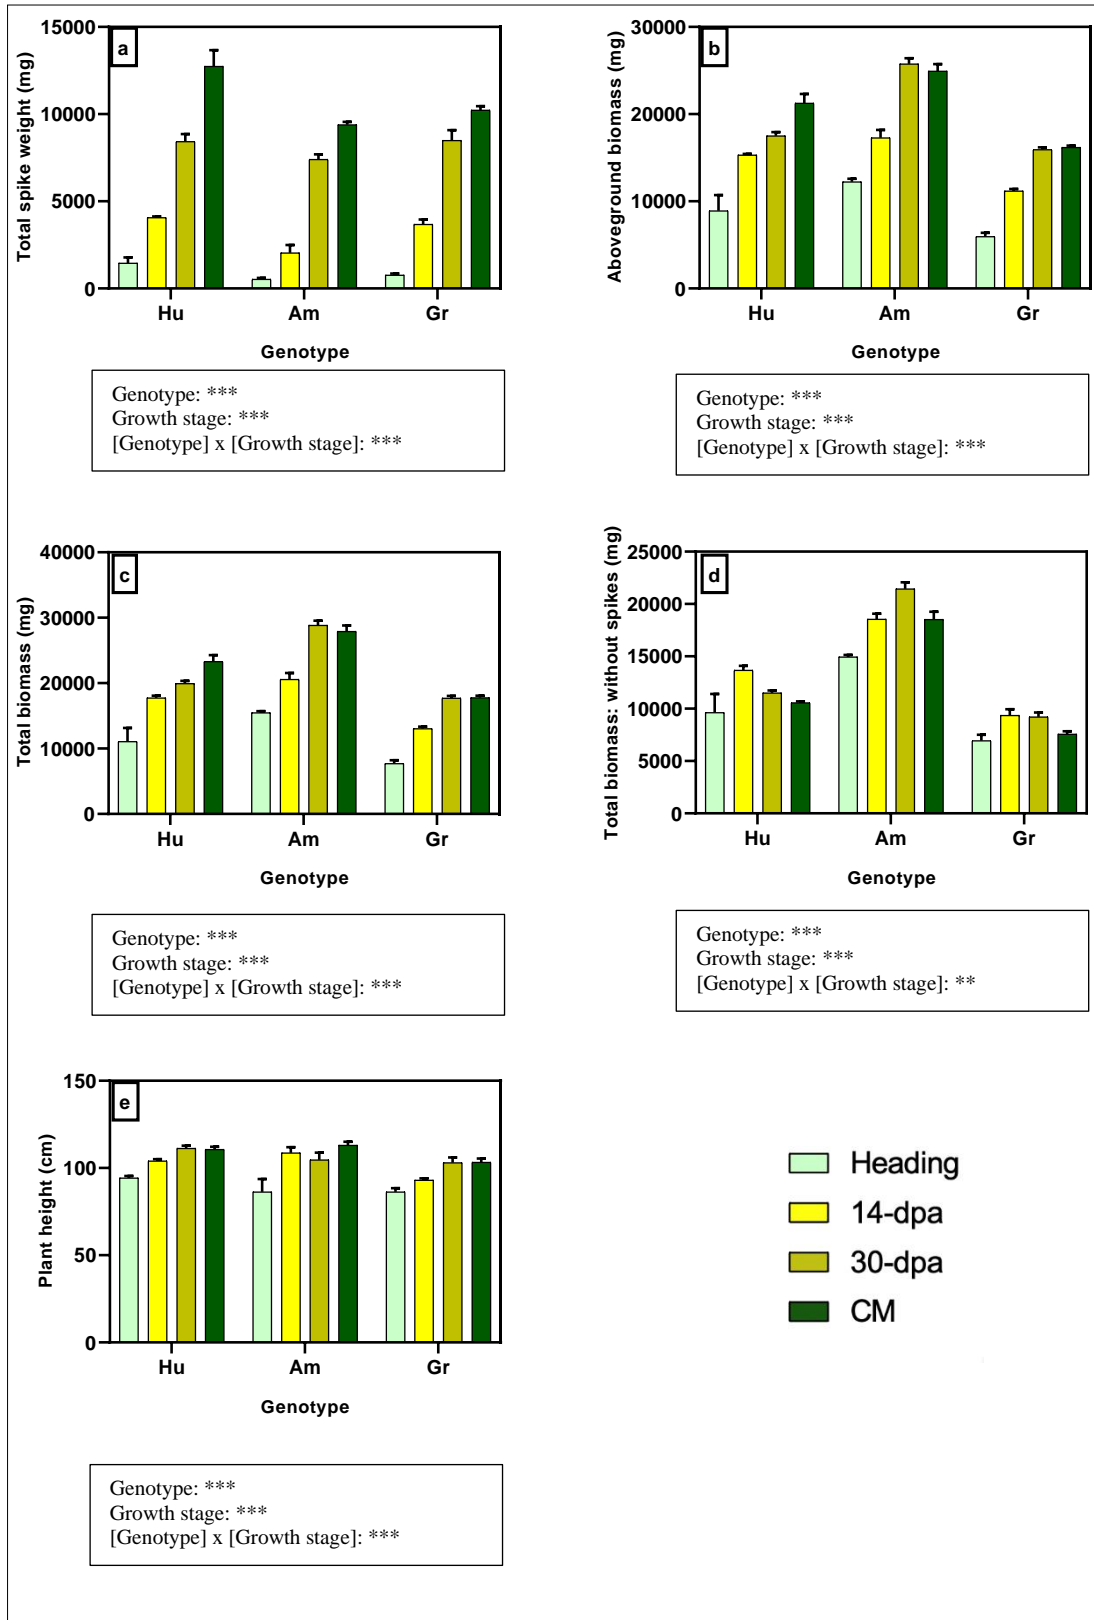 a
Total spike weight (mg)
15000
10000
5000
0
Hu Am Gr
Genotype
Genotype: ***
Growth stage: ***
[Genotype] x [Growth stage]: ***
b
Aboveground biomass (mg)
30000
20000
10000
0
Hu Am Gr
Genotype
Genotype: ***
Growth stage: ***
[Genotype] x [Growth stage]: ***
c
Total biomass (mg)
40000
30000
20000
10000
0
Hu Am Gr
Genotype
Genotype: ***
Growth stage: ***
[Genotype] x [Growth stage]: ***
d
Total biomass: without spikes (mg)
25000
20000
15000
10000
5000
0
Hu Am Gr
Genotype
Genotype: ***
Growth stage: ***
[Genotype] x [Growth stage]: **
e
Plant height (cm)
150
100
50
0
Hu Am Gr
Genotype
Genotype: ***
Growth stage: ***
[Genotype] x [Growth stage]: ***
Heading
14-dpa
30-dpa
CM